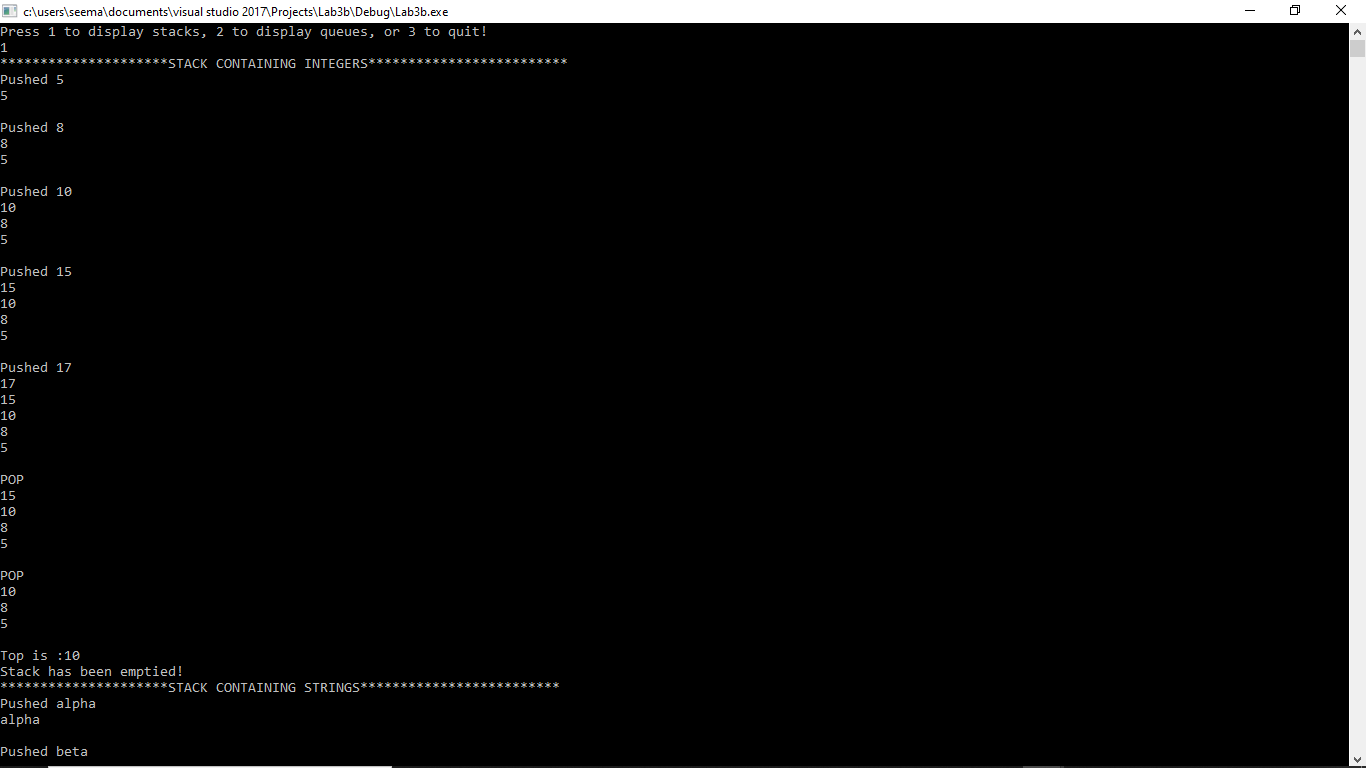 c:\users\seema\documents\visual studio 2017\Projects\Lab3b\Debug\Lab3b.exe
Press 1 to display stacks, 2 to display queues, or 3 to quit!
1
*********************STACK CONTAINING INTEGERS*************************
Pushed 5
5
Pushed 8
8
5
Pushed 10
10
8
5
Pushed 15
15
10
8
5
Pushed 17
17
15
10
8
5
POP
15
10
8
5
POP
10
8
5
Top is :10
Stack has been emptied!
*********************STACK CONTAINING STRINGS*************************
Pushed alpha
alpha
Pushed beta